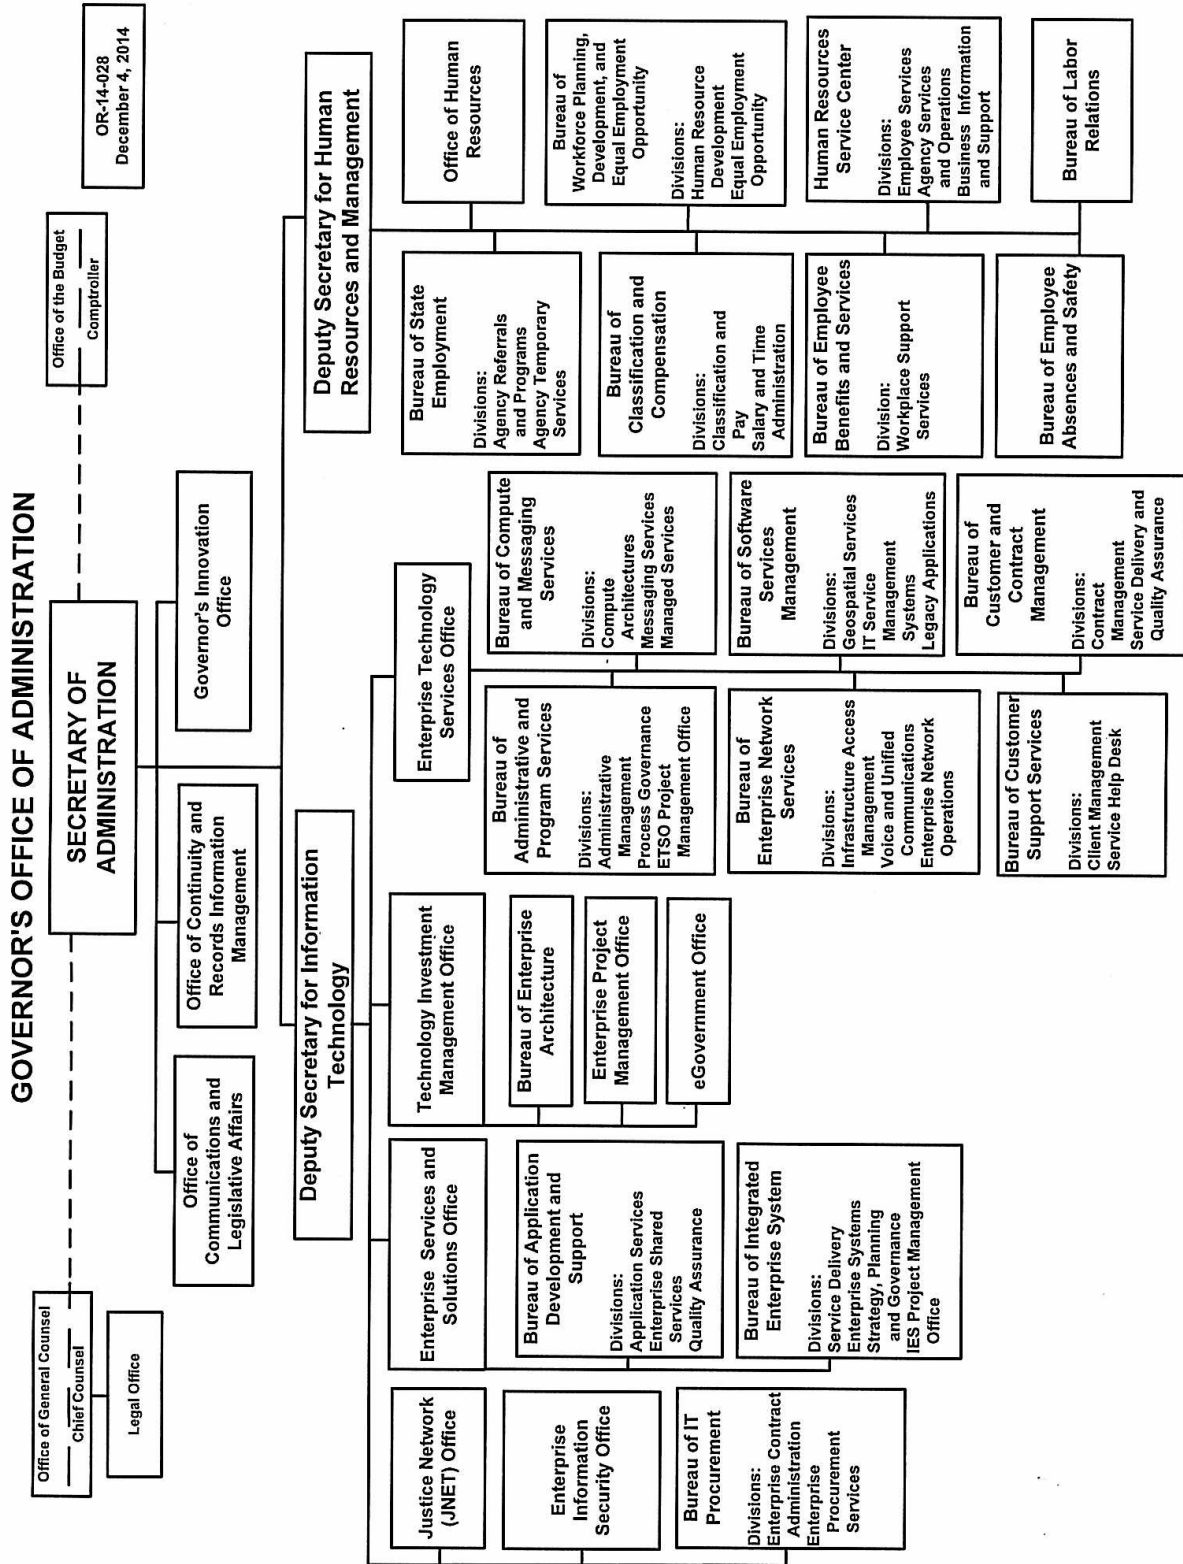 GOVERNOR'S OFFICE OF ADMINISTRATION
OR-14-028
December 4, 2014
Office of General Counsel
Chief Counsel
Legal Office
SECRETARY OF
ADMINISTRATION
Office of the Budget
Comptroller
Office of
Communications and
Legislative Affairs
Office of Continuity and
Records Information
Management
Governor's Innovation
Office
Deputy Secretary for Information
Technology
Deputy Secretary for Human
Resources and Management
Justice Network
(JNET) Office
Enterprise
Information
Security Office
Bureau of IT
Procurement
Divisions:
Enterprise Contract
Administration
Enterprise
Procurement
Services
Enterprise Services and
Solutions Office
Bureau of Application
Development and
Support
Divisions:
Application Services
Enterprise Shared
Services
Quality Assurance
Bureau of Integrated
Enterprise System
Divisions:
Service Delivery
Enterprise Systems
Strategy, Planning
and Governance
IES Project Management
Office
Technology Investment
Management Office
Bureau of Enterprise
Architecture
Enterprise Project
Management Office
eGovernment Office
Enterprise Technology
Services Office
Bureau of
Administrative and
Program Services
Divisions:
Administrative
Management
Process Governance
ETSO Project
Management Office
Bureau of Compute
and Messaging
Services
Divisions:
Compute
Architectures
Messaging Services
Managed Services
Bureau of
Enterprise Network
Services
Divisions:
Infrastructure Access
Management
Voice and Unified
Communications
Enterprise Network
Operations
Bureau of Software
Services
Management
Divisions:
Geospatial Services
IT Service
Management
Systems
Legacy Applications
Bureau of Customer
Support Services
Divisions:
Client Management
Service Help Desk
Bureau of
Customer and
Contract
Management
Divisions:
Contract
Management
Service Delivery and
Quality Assurance
Bureau of State
Employment
Divisions:
Agency Referrals
and Programs
Agency Temporary
Services
Office of Human
Resources
Bureau of
Classification and
Compensation
Divisions:
Classification and
Pay
Salary and Time
Administration
Bureau of
Workforce Planning,
Development, and
Equal Employment
Opportunity
Divisions:
Human Resource
Development
Equal Employment
Opportunity
Bureau of Employee
Benefits and Services
Division:
Workplace Support
Services
Human Resources
Service Center
Divisions:
Employee Services
Agency Services
and Operations
Business Information
and Support
Bureau of Employee
Absences and Safety
Bureau of Labor
Relations